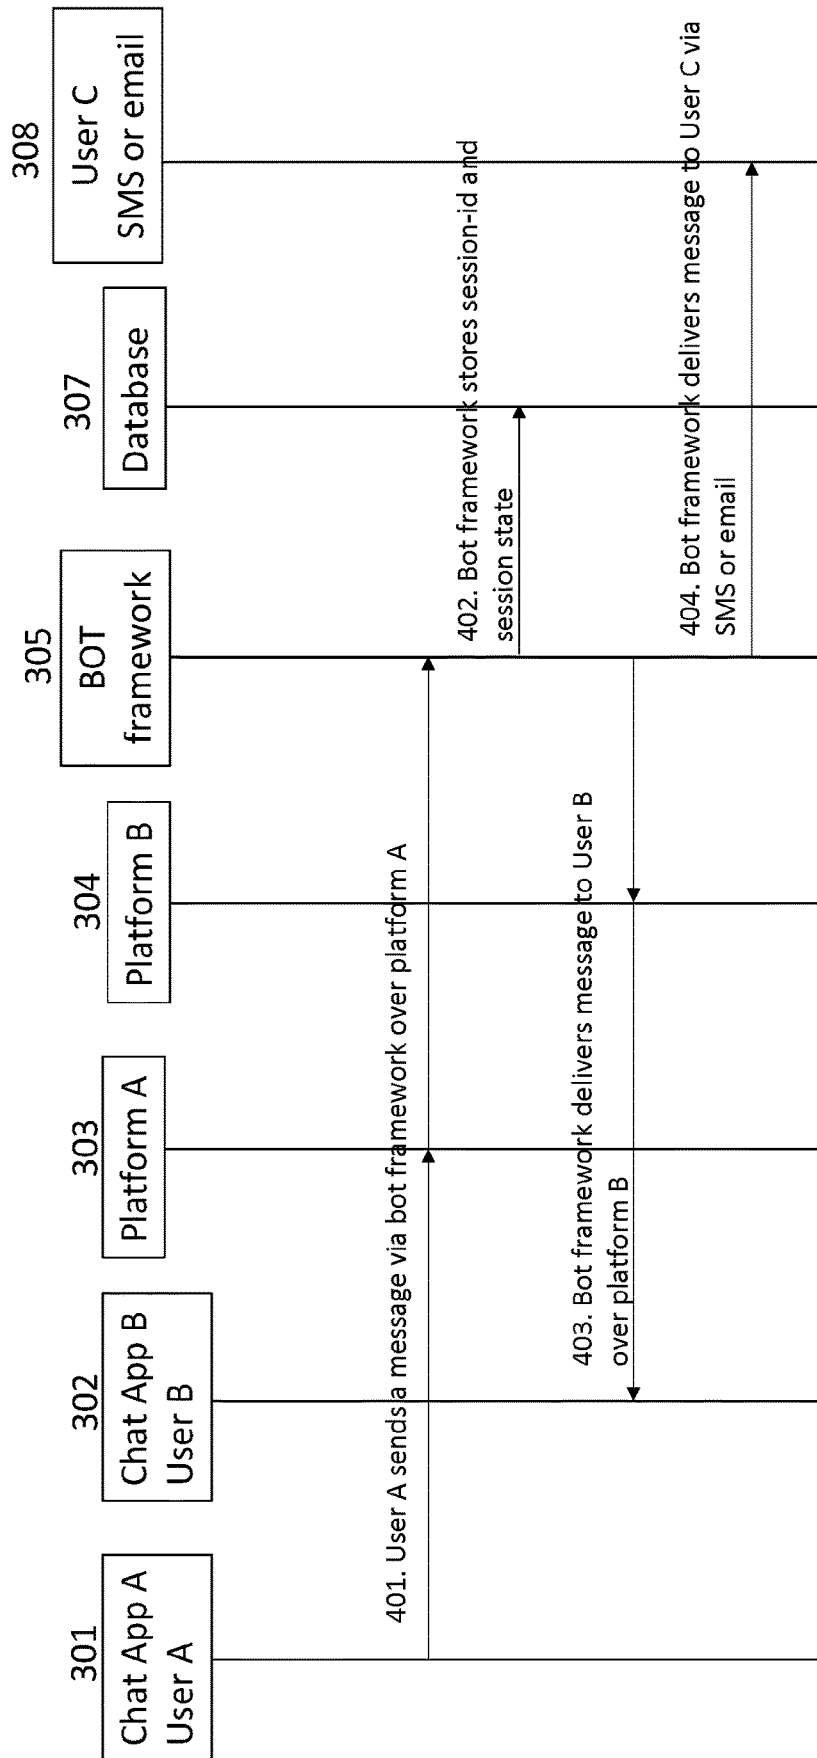 301
Chat App A
User A
302
Chat App B
User B
303
Platform A
304
Platform B
305
BOT
framework
307
Database
308
User C
SMS or email
401. User A sends a message via bot framework over platform A
402. Bot framework stores session-id and
session state
403. Bot framework delivers message to User B
over platform B
404. Bot framework delivers message to User C via
SMS or email